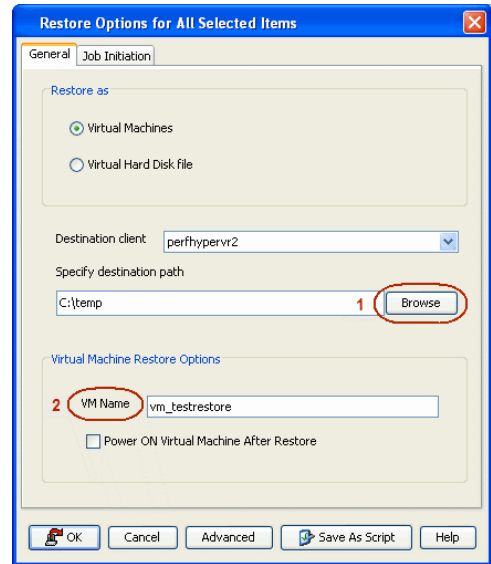 Restore Options for All Selected Items
General Job Initiation
Restore as
Virtual Machines
Virtual Hard Disk file
Destination client perfhypervr2
Specify destination path
C:\temp 1 Browse
Virtual Machine Restore Options
2 VM Name vm_testrestore
Power ON Virtual Machine After Restore
OK Cancel Advanced Save As Script Help